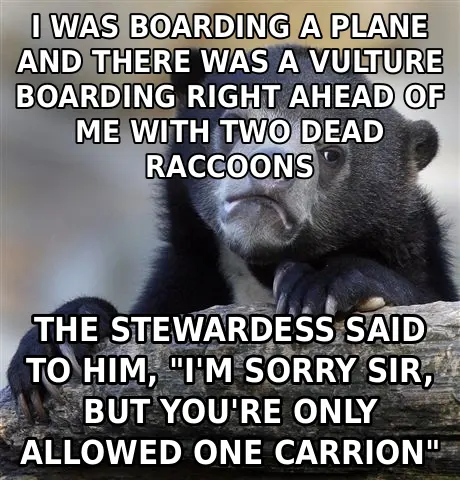 I WAS BOARDING A PLANE
AND THERE WAS A VULTURE
BOARDING RIGHT AHEAD OF
ME WITH TWO DEAD
RACCOONS
THE STEWARDESS SAID
TO HIM, "I'M SORRY SIR,
BUT YOU'RE ONLY
ALLOWED ONE CARRION"